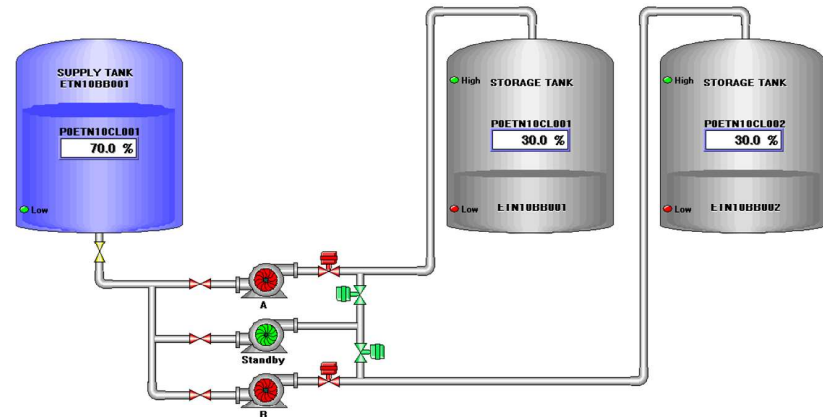 SUPPLY TANK
ETN10BB001
P0ETN10CL001
70.0 %
Low
High
STORAGE TANK
P0ETN10CL001
30.0 %
Low
ETN10BB001
High
STORAGE TANK
P0ETN10CL002
30.0 %
Low
ETN10BB002
A
Standby
B